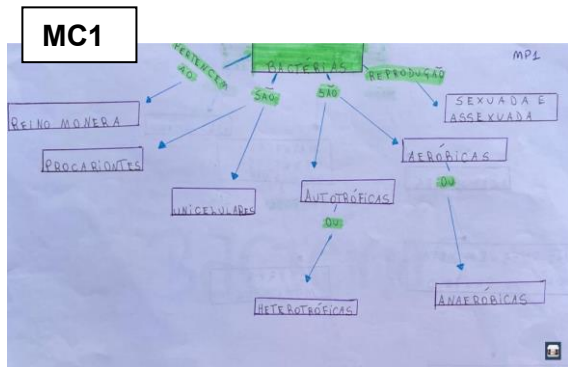 MC1
MP1
PERTENCEM
AO
BACTÉRIAS
REPRODUÇÃO
SÃO
SÃO
SEXUADA E
ASSEXUADA
REINO MONERA
PROCARIONTES
AERÓBICAS
UNICELULARES
AUTOTRÓFICAS
OU
OU
HETEROTRÓFICAS
ANAERÓBICAS